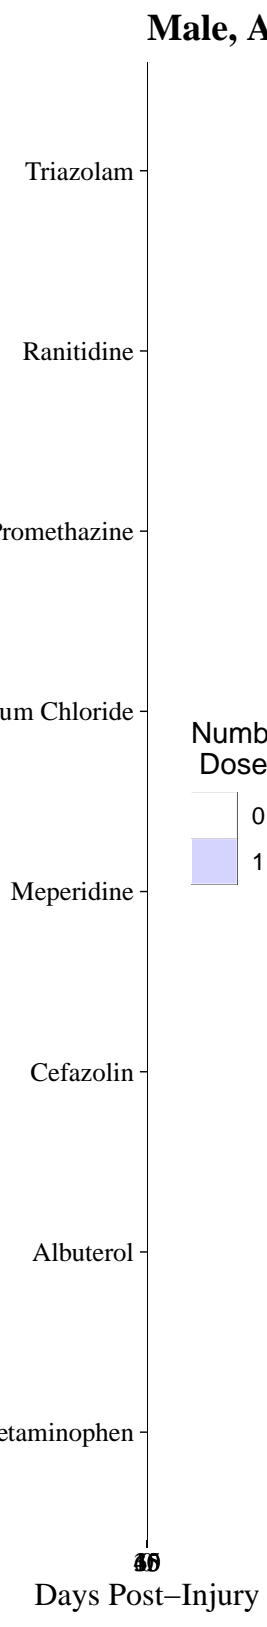 Male, A
Triazolam
Ranitidine
Promethazine
um Chloride
Numb
Dose
0
1
Meperidine
Cefazolin
Albuterol
etaminophen
Days Post−Injury